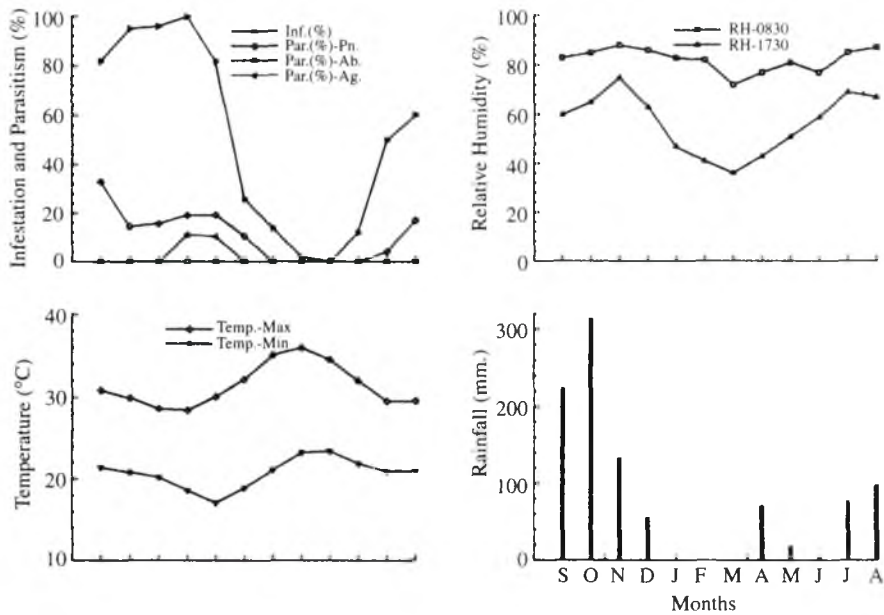 Infestation and Parasitism (%)
100
80
60
40
20
0
Inf.(%)
Par.(%)-Pn.
Par.(%)-Ab.
Par.(%)-Ag.
Relative Humidity (%)
100
80
60
40
20
0
RH-0830
RH-1730
Temperature (°C)
40
30
20
10
Temp.-Max
Temp.-Min
Rainfall (mm.)
300
200
100
0
S O N D J F M A M J J A
Months